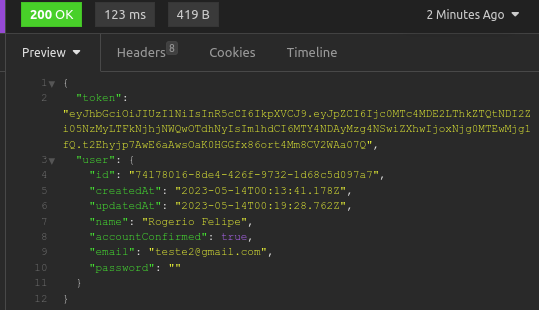 200 OK 123 ms 419 B 2 Minutes Ago
Preview Headers 8 Cookies Timeline
1 {
2 "token":
"eyJhbGciOiJIUzI1NiIsInR5cCI6IkpXVCJ9.eyJpZCI6Ijc0MTc4MDE2LThkZTQtNDI2Z
i05NzMyLTFkNjhjNWQwOTdhNyIsImlhdCI6MTY4NDAyMzg4NSwiZXhwIjoxNjg0MTEwMjg1
fQ.t2Ehyjp7AwE6aAwsOaK0HGGfx86ort4Mm8CV2WAa07Q",
3 "user": {
4 "id": "74178016-8de4-426f-9732-1d68c5d097a7",
5 "createdAt": "2023-05-14T00:13:41.178Z",
6 "updatedAt": "2023-05-14T00:19:28.762Z",
7 "name": "Rogerio Felipe",
8 "accountConfirmed": true,
9 "email": "teste2@gmail.com",
10 "password": ""
11 }
12 }